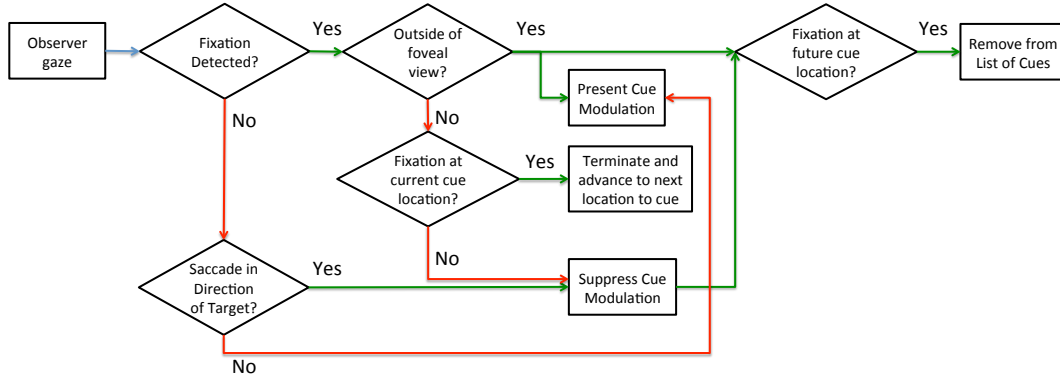 Observer
gaze
Fixation
Detected?
Yes
Outside of
foveal
view?
Yes
Fixation at
future cue
location?
Yes
Remove from
List of Cues
Present Cue
Modulation
No
No
Fixation at
current cue
location?
Yes
Terminate and
advance to next
location to cue
No
Saccade in
Direction
of Target?
Yes
Suppress Cue
Modulation
No